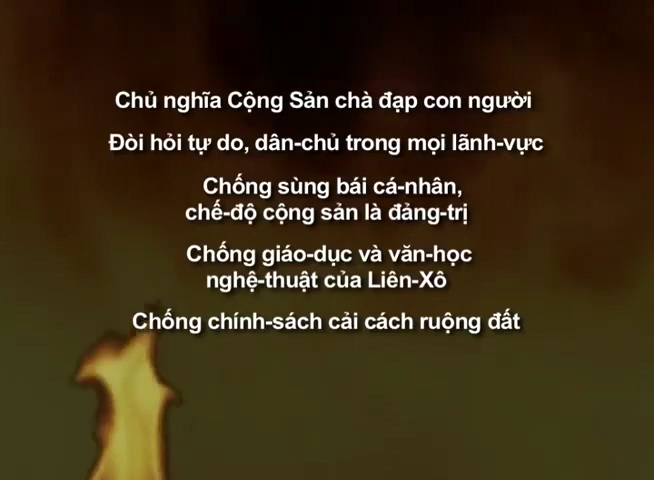 Chủ nghĩa Cộng Sản chà đạp con người
Đòi hỏi tự do, dân-chủ trong mọi lãnh-vực
Chống sùng bái cá-nhân,
chế-độ cộng sản là đảng-trị
Chống giáo-dục và văn-học
nghệ-thuật của Liên-Xô
Chống chính-sách cải cách ruộng đất